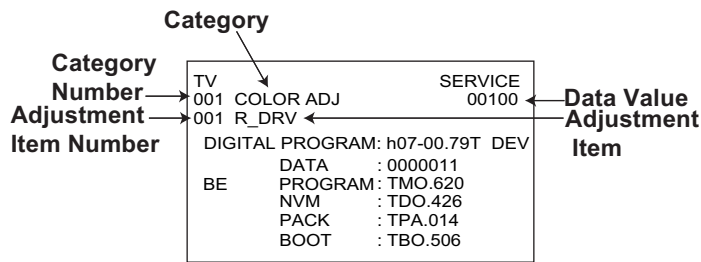 Category
Category Number
Adjustment Item Number
TV SERVICE
001 COLOR ADJ 00100
001 R_DRV
DIGITAL PROGRAM: h07-00.79T DEV
DATA : 0000011
BE PROGRAM: TMO.620
NVM : TDO.426
PACK : TPA.014
BOOT : TBO.506
Data Value
Adjustment Item